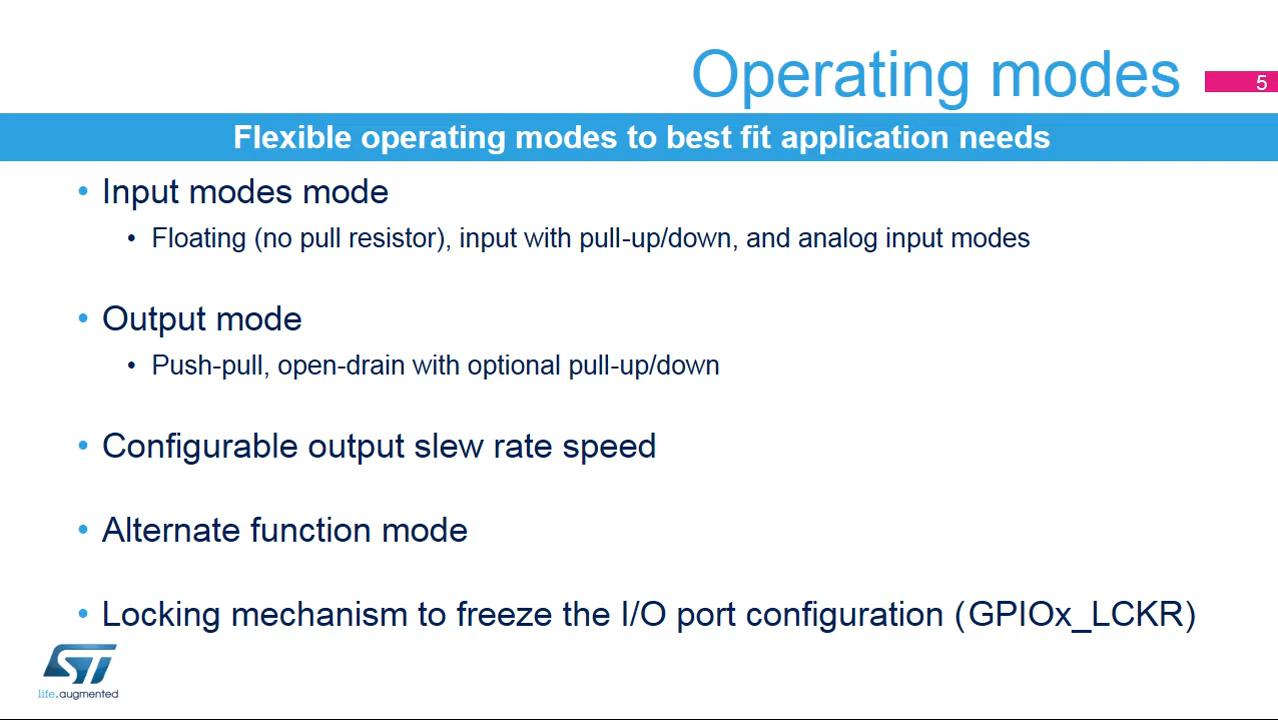 Operating modes
5
Flexible operating modes to best fit application needs
• Input modes mode
• Floating (no pull resistor), input with pull-up/down, and analog input modes
• Output mode
• Push-pull, open-drain with optional pull-up/down
• Configurable output slew rate speed
• Alternate function mode
• Locking mechanism to freeze the I/O port configuration (GPIOx_LCKR)
ST
life.augmented